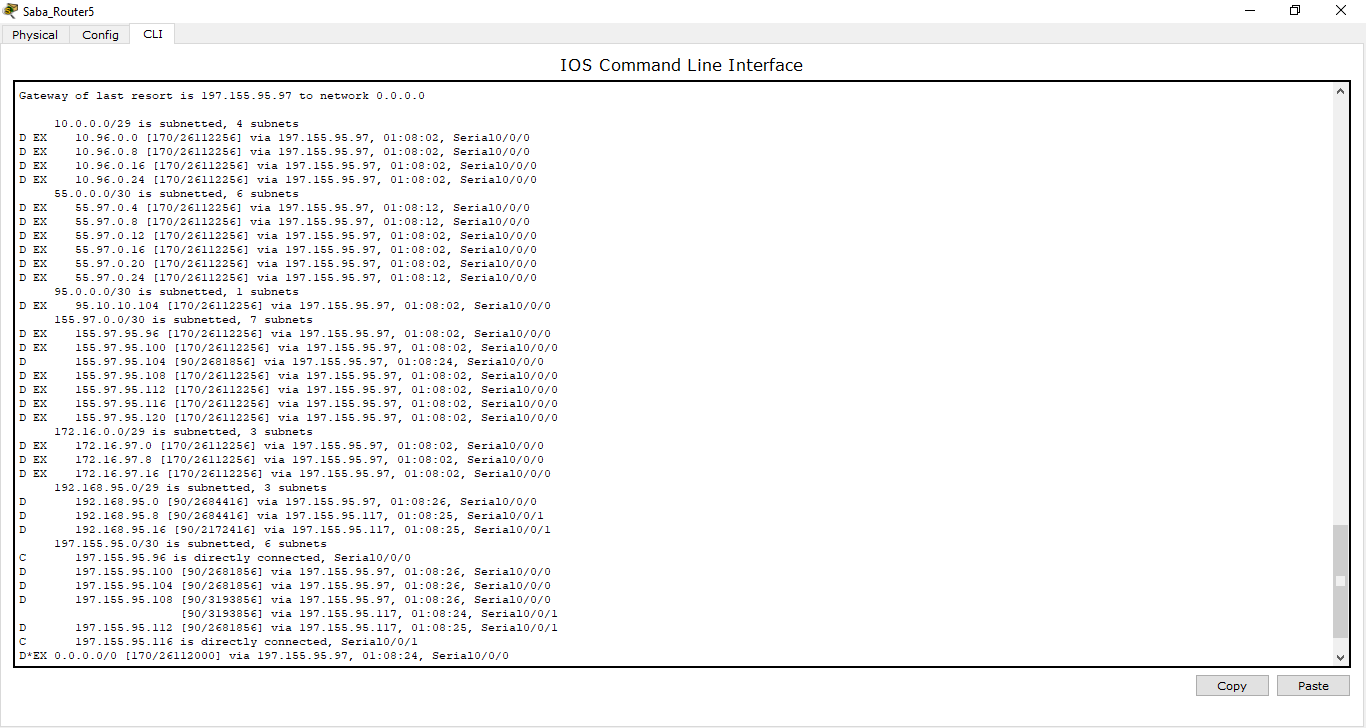 Saba_Router5
Physical Config CLI
IOS Command Line Interface
Gateway of last resort is 197.155.95.97 to network 0.0.0.0
     10.0.0.0/29 is subnetted, 4 subnets
D EX    10.96.0.0 [170/26112256] via 197.155.95.97, 01:08:02, Serial0/0/0
D EX    10.96.0.8 [170/26112256] via 197.155.95.97, 01:08:02, Serial0/0/0
D EX    10.96.0.16 [170/26112256] via 197.155.95.97, 01:08:02, Serial0/0/0
D EX    10.96.0.24 [170/26112256] via 197.155.95.97, 01:08:02, Serial0/0/0
     55.0.0.0/30 is subnetted, 6 subnets
D EX    55.97.0.4 [170/26112256] via 197.155.95.97, 01:08:12, Serial0/0/0
D EX    55.97.0.8 [170/26112256] via 197.155.95.97, 01:08:12, Serial0/0/0
D EX    55.97.0.12 [170/26112256] via 197.155.95.97, 01:08:02, Serial0/0/0
D EX    55.97.0.16 [170/26112256] via 197.155.95.97, 01:08:02, Serial0/0/0
D EX    55.97.0.20 [170/26112256] via 197.155.95.97, 01:08:02, Serial0/0/0
D EX    55.97.0.24 [170/26112256] via 197.155.95.97, 01:08:12, Serial0/0/0
     95.0.0.0/30 is subnetted, 1 subnets
D EX    95.10.10.104 [170/26112256] via 197.155.95.97, 01:08:02, Serial0/0/0
     155.97.0.0/30 is subnetted, 7 subnets
D EX    155.97.95.96 [170/26112256] via 197.155.95.97, 01:08:02, Serial0/0/0
D EX    155.97.95.100 [170/26112256] via 197.155.95.97, 01:08:02, Serial0/0/0
D       155.97.95.104 [90/2681856] via 197.155.95.97, 01:08:24, Serial0/0/0
D EX    155.97.95.108 [170/26112256] via 197.155.95.97, 01:08:02, Serial0/0/0
D EX    155.97.95.112 [170/26112256] via 197.155.95.97, 01:08:02, Serial0/0/0
D EX    155.97.95.116 [170/26112256] via 197.155.95.97, 01:08:02, Serial0/0/0
D EX    155.97.95.120 [170/26112256] via 197.155.95.97, 01:08:02, Serial0/0/0
     172.16.0.0/29 is subnetted, 3 subnets
D EX    172.16.97.0 [170/26112256] via 197.155.95.97, 01:08:02, Serial0/0/0
D EX    172.16.97.8 [170/26112256] via 197.155.95.97, 01:08:02, Serial0/0/0
D EX    172.16.97.16 [170/26112256] via 197.155.95.97, 01:08:02, Serial0/0/0
     192.168.95.0/29 is subnetted, 3 subnets
D       192.168.95.0 [90/2684416] via 197.155.95.97, 01:08:26, Serial0/0/0
D       192.168.95.8 [90/2684416] via 197.155.95.117, 01:08:25, Serial0/0/1
D       192.168.95.16 [90/2172416] via 197.155.95.117, 01:08:25, Serial0/0/1
     197.155.95.0/30 is subnetted, 6 subnets
C       197.155.95.96 is directly connected, Serial0/0/0
D       197.155.95.100 [90/2681856] via 197.155.95.97, 01:08:26, Serial0/0/0
D       197.155.95.104 [90/2681856] via 197.155.95.97, 01:08:26, Serial0/0/0
D       197.155.95.108 [90/3193856] via 197.155.95.97, 01:08:26, Serial0/0/0
                       [90/3193856] via 197.155.95.117, 01:08:24, Serial0/0/1
D       197.155.95.112 [90/2681856] via 197.155.95.117, 01:08:25, Serial0/0/1
C       197.155.95.116 is directly connected, Serial0/0/1
D*EX 0.0.0.0/0 [170/26112000] via 197.155.95.97, 01:08:24, Serial0/0/0
Copy Paste